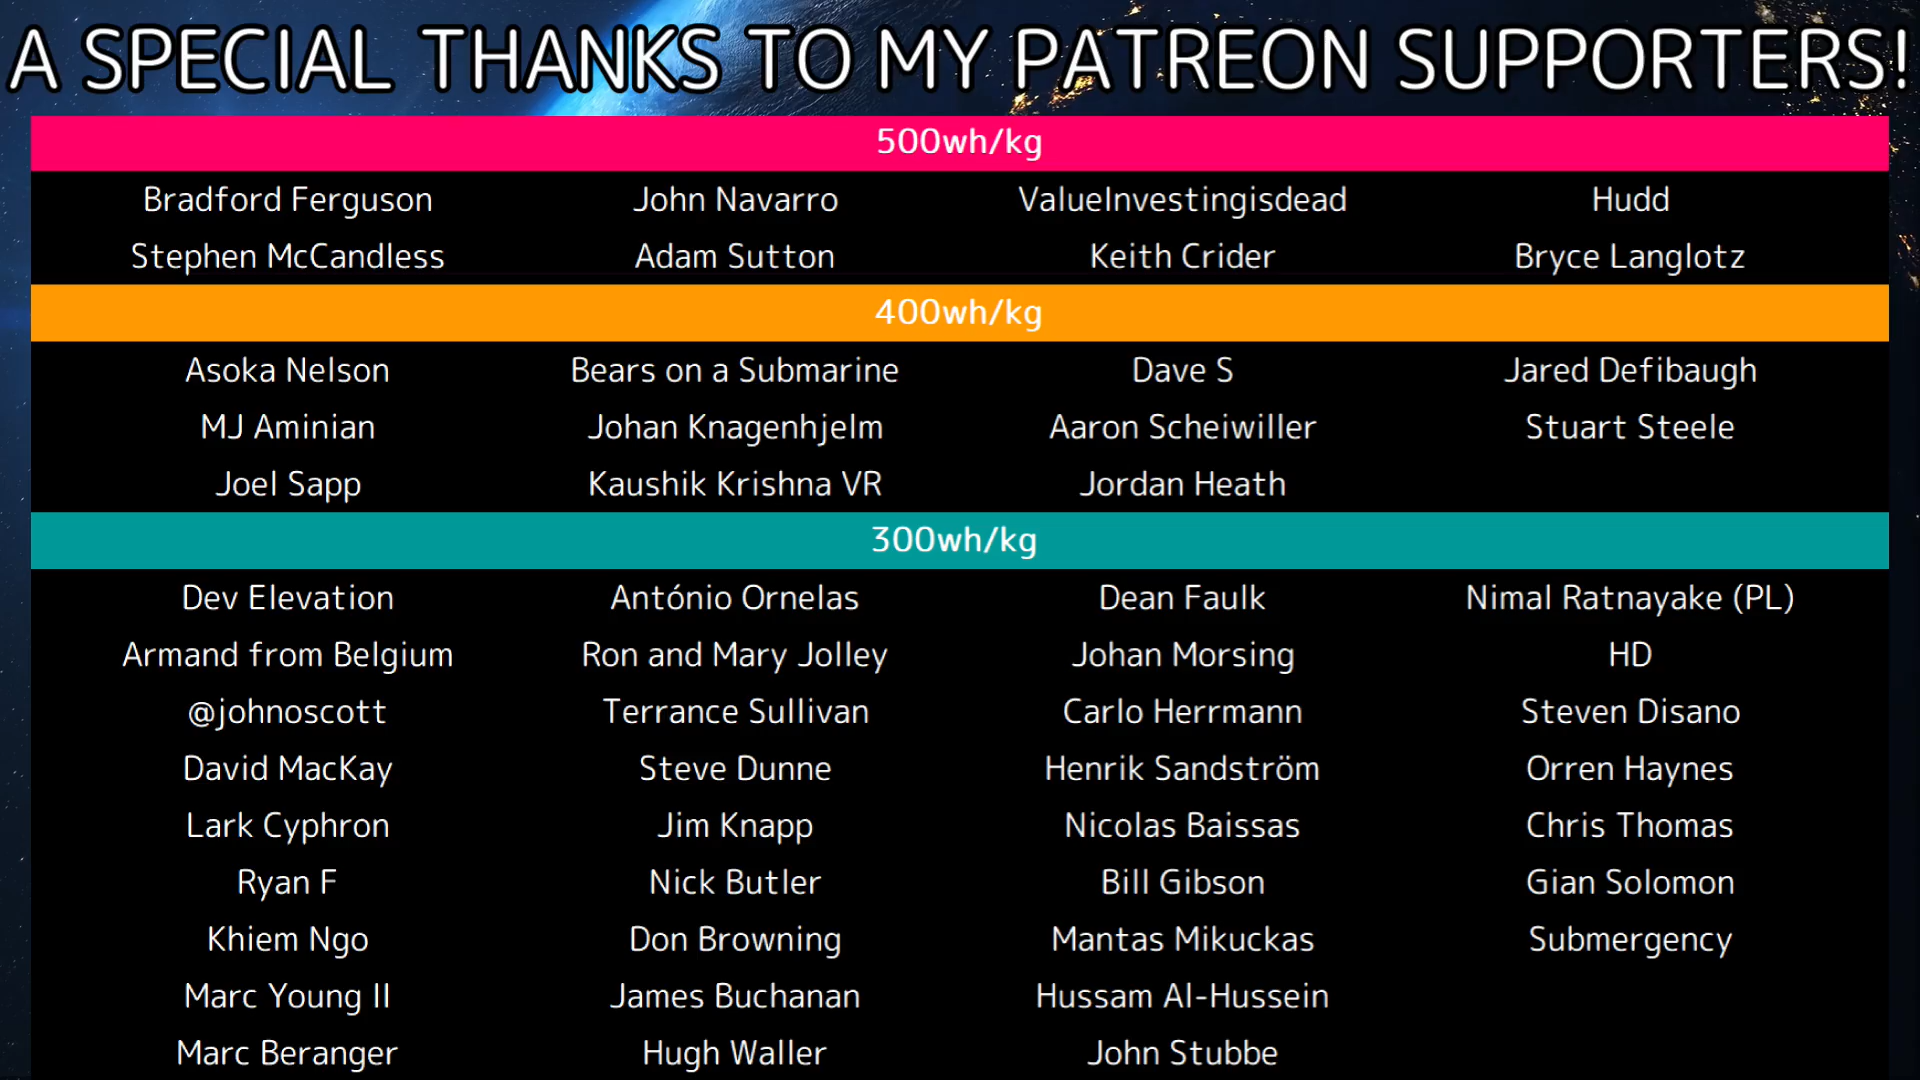 A SPECIAL THANKS TO MY PATREON SUPPORTERS!
500wh/kg
Bradford Ferguson John Navarro ValueInvestingisdead Hudd
Stephen McCandless Adam Sutton Keith Crider Bryce Langlotz
400wh/kg
Asoka Nelson Bears on a Submarine Dave S Jared Defibaugh
MJ Aminian Johan Knagenhjelm Aaron Scheiwiller Stuart Steele
Joel Sapp Kaushik Krishna VR Jordan Heath
300wh/kg
Dev Elevation António Ornelas Dean Faulk Nimal Ratnayake (PL)
Armand from Belgium Ron and Mary Jolley Johan Morsing HD
@johnoscott Terrance Sullivan Carlo Herrmann Steven Disano
David MacKay Steve Dunne Henrik Sandström Orren Haynes
Lark Cyphron Jim Knapp Nicolas Baissas Chris Thomas
Ryan F Nick Butler Bill Gibson Gian Solomon
Khiem Ngo Don Browning Mantas Mikuckas Submergency
Marc Young II James Buchanan Hussam Al-Hussein
Marc Beranger Hugh Waller John Stubbe